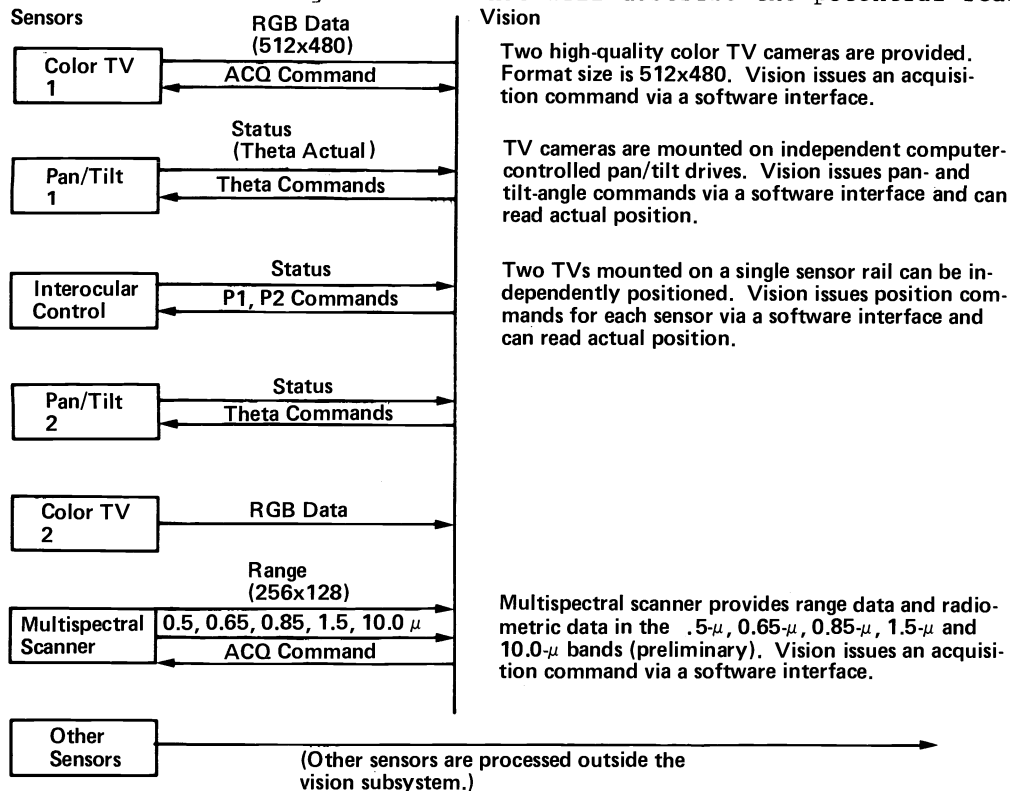 Sensors
Vision
RGB Data
(512x480)
Color TV
1
ACQ Command
Two high-quality color TV cameras are provided.
Format size is 512x480. Vision issues an acquisi-
tion command via a software interface.
Status
(Theta Actual)
Pan/Tilt
1
Theta Commands
TV cameras are mounted on independent computer-
controlled pan/tilt drives. Vision issues pan- and
tilt-angle commands via a software interface and can
read actual position.
Status
Interocular
Control
P1, P2 Commands
Two TVs mounted on a single sensor rail can be in-
dependently positioned. Vision issues position com-
mands for each sensor via a software interface and
can read actual position.
Status
Pan/Tilt
2
Theta Commands
Color TV
2
RGB Data
Range
(256x128)
Multispectral
Scanner
0.5, 0.65, 0.85, 1.5, 10.0 μ
ACQ Command
Multispectral scanner provides range data and radio-
metric data in the .5-μ, 0.65-μ, 0.85-μ, 1.5-μ and
10.0-μ bands (preliminary). Vision issues an acquisi-
tion command via a software interface.
Other
Sensors
(Other sensors are processed outside the
vision subsystem.)